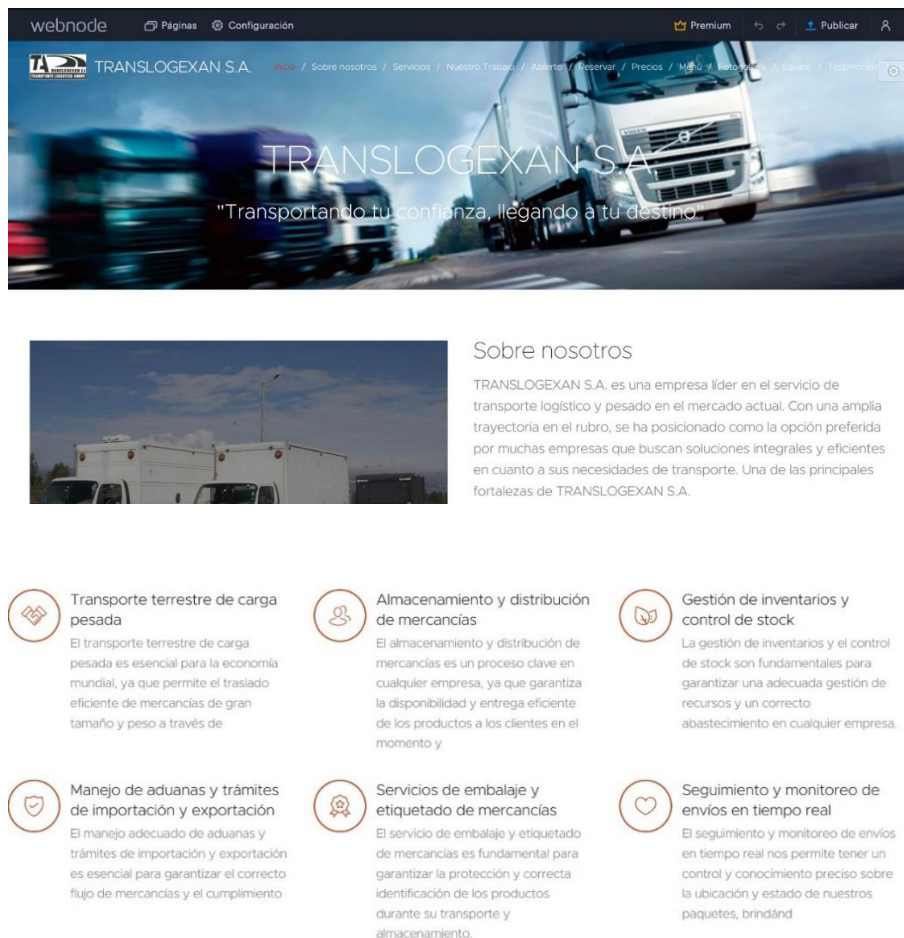 webnode Páginas Configuración Premium Publicar
TA TRANSLOGEXAN S.A. Inicio / Sobre nosotros / Servicios / Nuestro Trabajo / Abierto / Reservar / Precios / Menú / Fotogalería / Equipo / Testimonios
TRANSLOGEXAN S.A.
"Transportando tu confianza, llegando a tu destino"
Sobre nosotros
TRANSLOGEXAN S.A. es una empresa líder en el servicio de
transporte logístico y pesado en el mercado actual. Con una amplia
trayectoria en el rubro, se ha posicionado como la opción preferida
por muchas empresas que buscan soluciones integrales y eficientes
en cuanto a sus necesidades de transporte. Una de las principales
fortalezas de TRANSLOGEXAN S.A.
Transporte terrestre de carga
pesada
El transporte terrestre de carga
pesada es esencial para la economía
mundial, ya que permite el traslado
eficiente de mercancías de gran
tamaño y peso a través de
Almacenamiento y distribución
de mercancías
El almacenamiento y distribución de
mercancías es un proceso clave en
cualquier empresa, ya que garantiza
la disponibilidad y entrega eficiente
de los productos a los clientes en el
momento y
Gestión de inventarios y
control de stock
La gestión de inventarios y el control
de stock son fundamentales para
garantizar una adecuada gestión de
recursos y un correcto
abastecimiento en cualquier empresa.
Manejo de aduanas y trámites
de importación y exportación
El manejo adecuado de aduanas y
trámites de importación y exportación
es esencial para garantizar el correcto
flujo de mercancías y el cumplimiento
Servicios de embalaje y
etiquetado de mercancías
El servicio de embalaje y etiquetado
de mercancías es fundamental para
garantizar la protección y correcta
identificación de los productos
durante su transporte y
almacenamiento.
Seguimiento y monitoreo de
envíos en tiempo real
El seguimiento y monitoreo de envíos
en tiempo real nos permite tener un
control y conocimiento preciso sobre
la ubicación y estado de nuestros
paquetes, brindánd